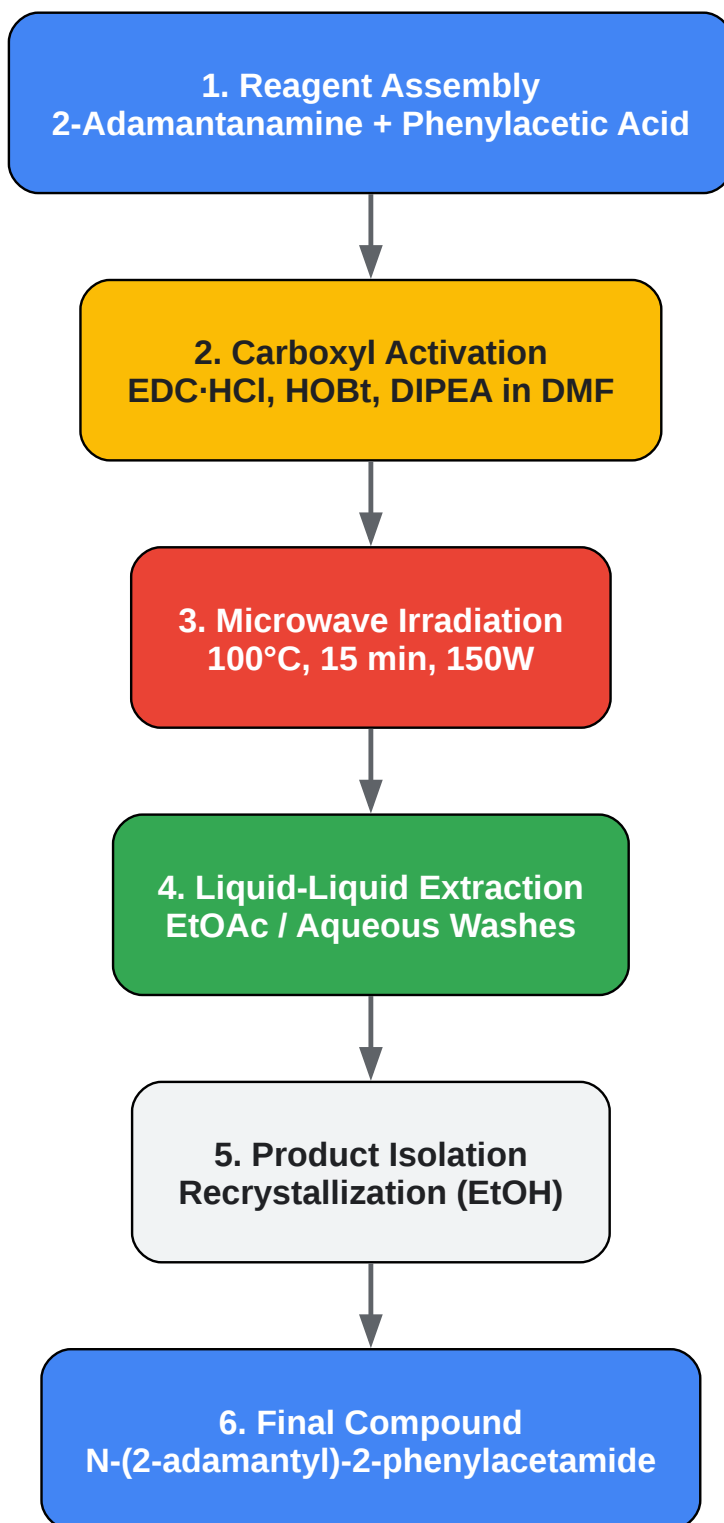 1. Reagent Assembly
2-Adamantanamine + Phenylacetic Acid
2. Carboxyl Activation
EDC·HCl, HOBt, DIPEA in DMF
3. Microwave Irradiation
100°C, 15 min, 150W
4. Liquid-Liquid Extraction
EtOAc / Aqueous Washes
5. Product Isolation
Recrystallization (EtOH)
6. Final Compound
N-(2-adamantyl)-2-phenylacetamide